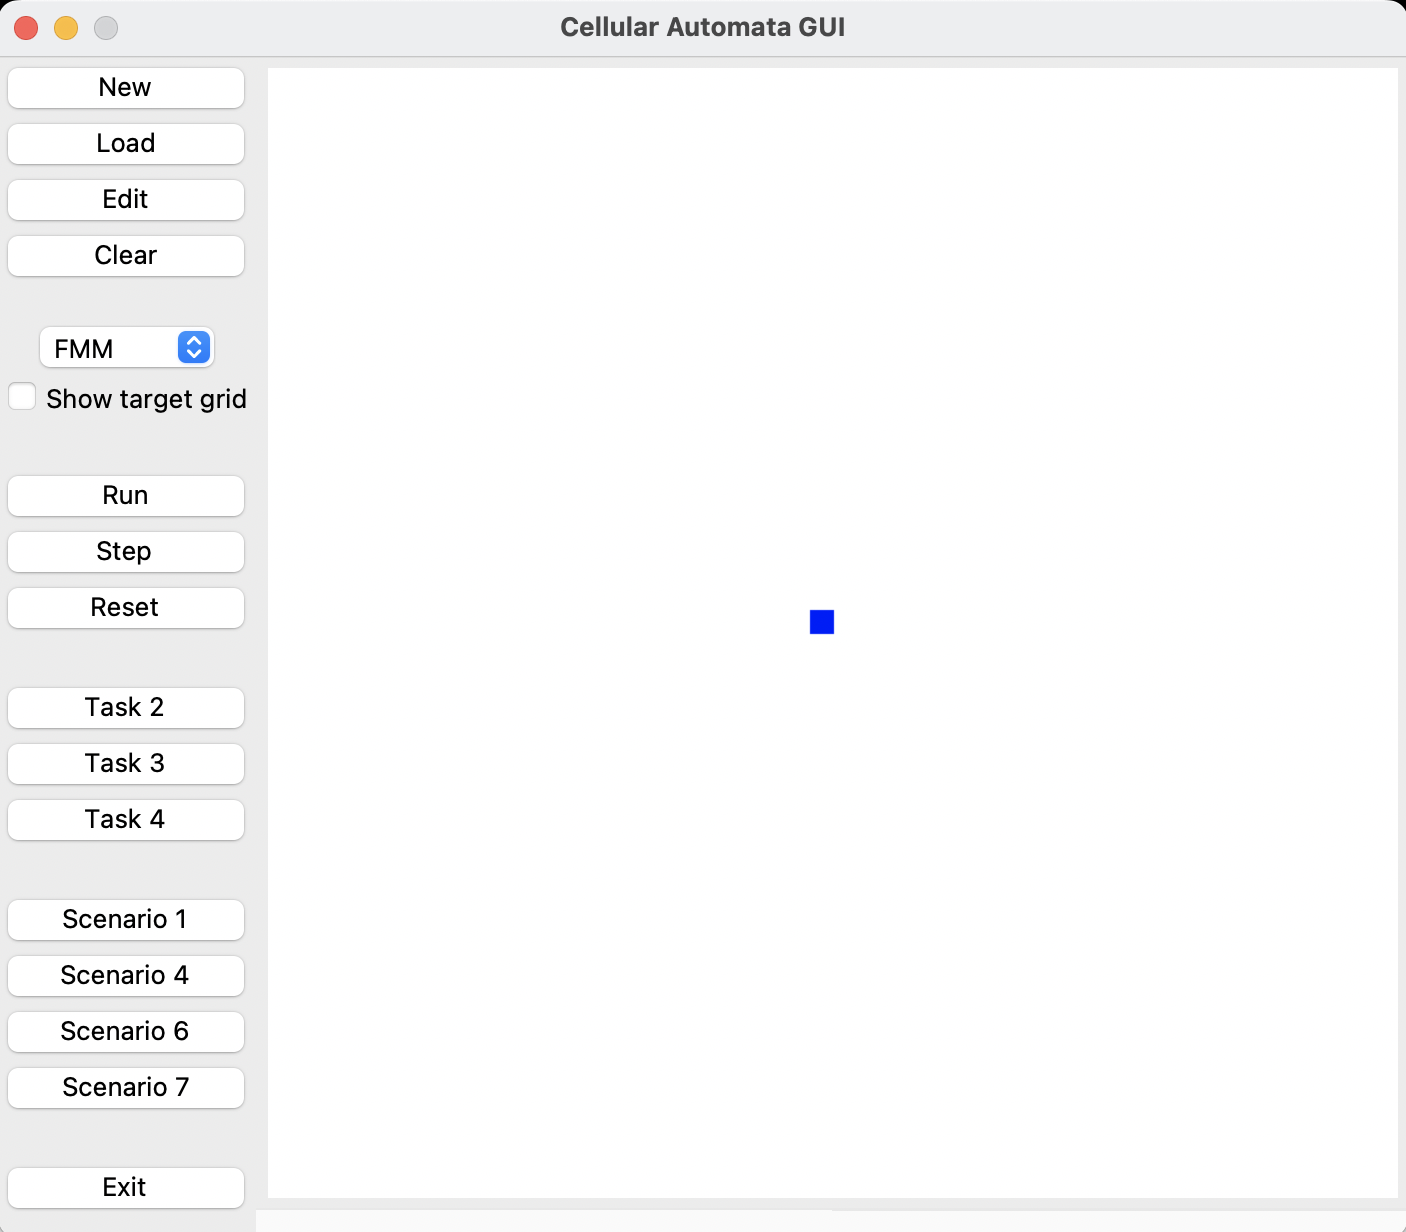 Cellular Automata GUI
New
Load
Edit
Clear
FMM
Show target grid
Run
Step
Reset
Task 2
Task 3
Task 4
Scenario 1
Scenario 4
Scenario 6
Scenario 7
Exit